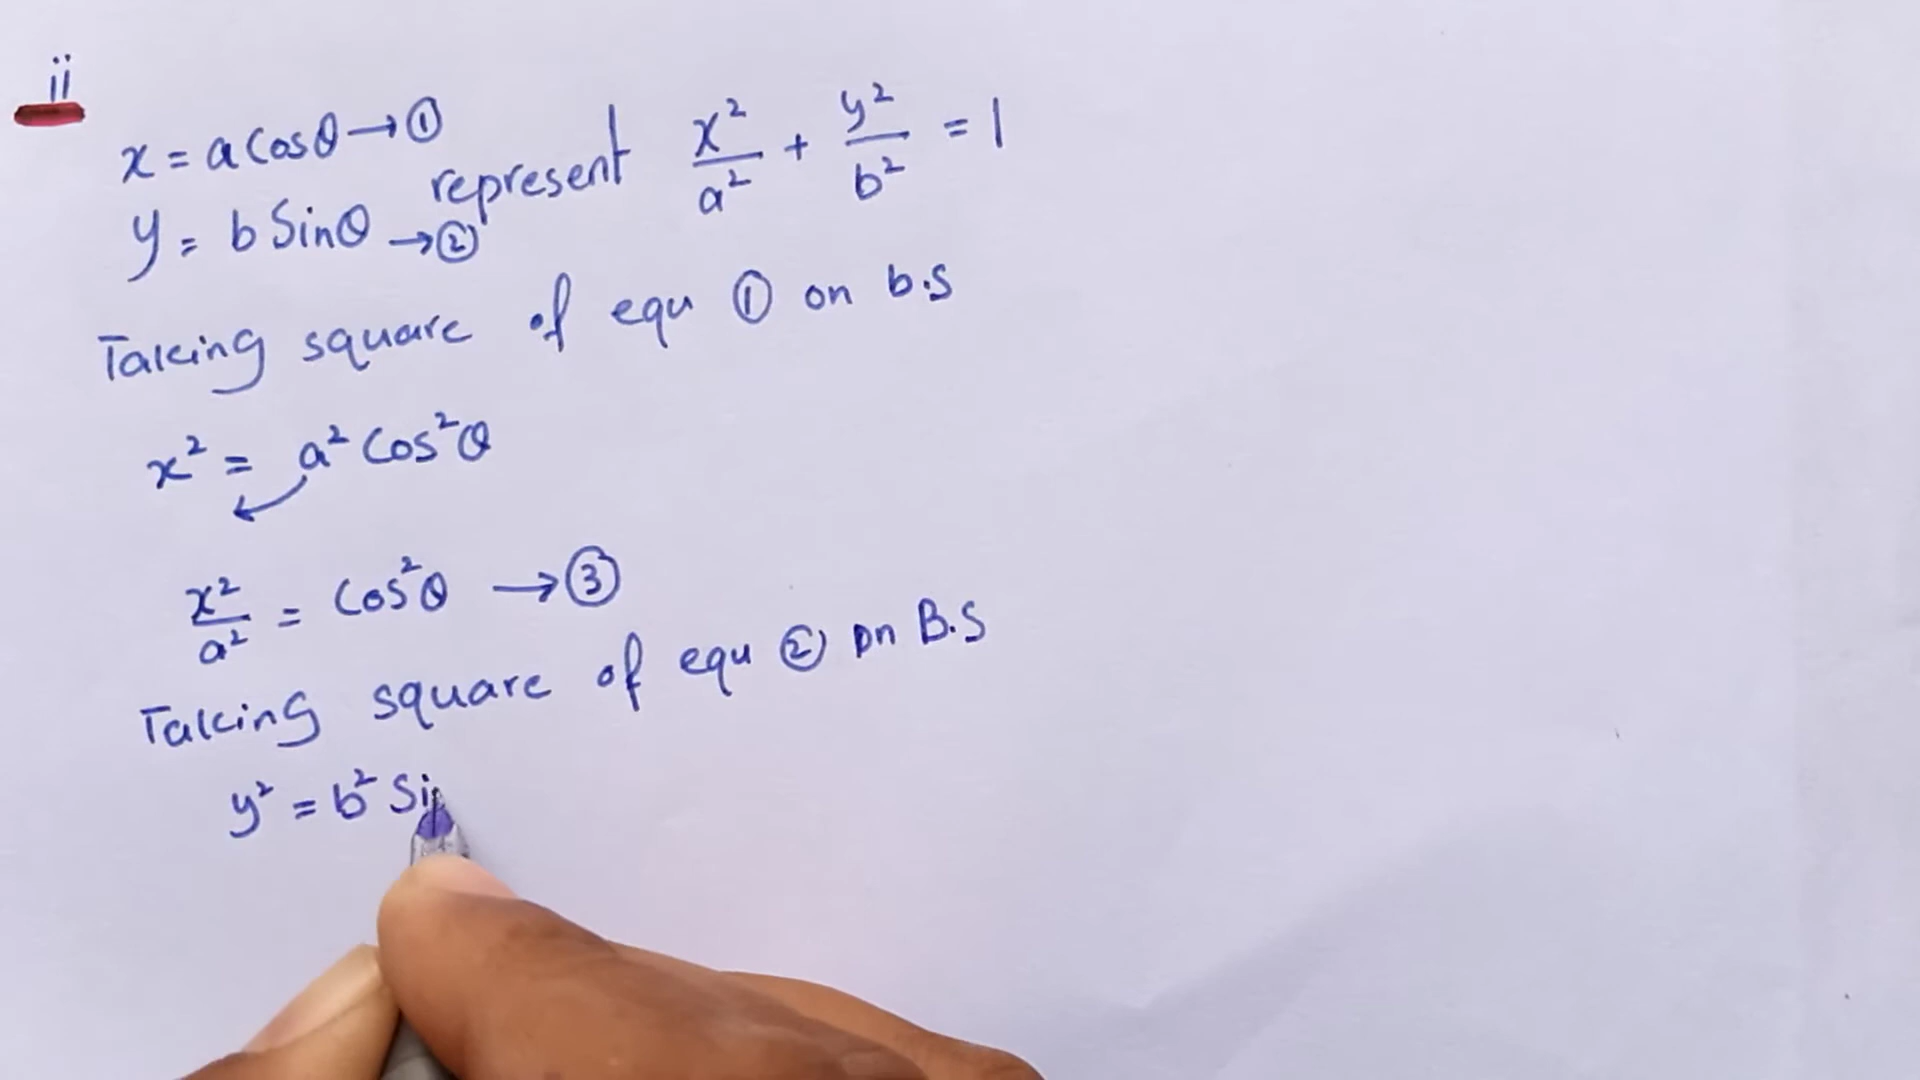 ii
x = a Cosθ → ①
represent x²/a² + y²/b² = 1
y = b Sinθ → ②
Taking square of equ ① on b.s
x² = a² Cos²θ
x²/a² = Cos²θ → ③
Taking square of equ ② on B.S
y² = b² Sin